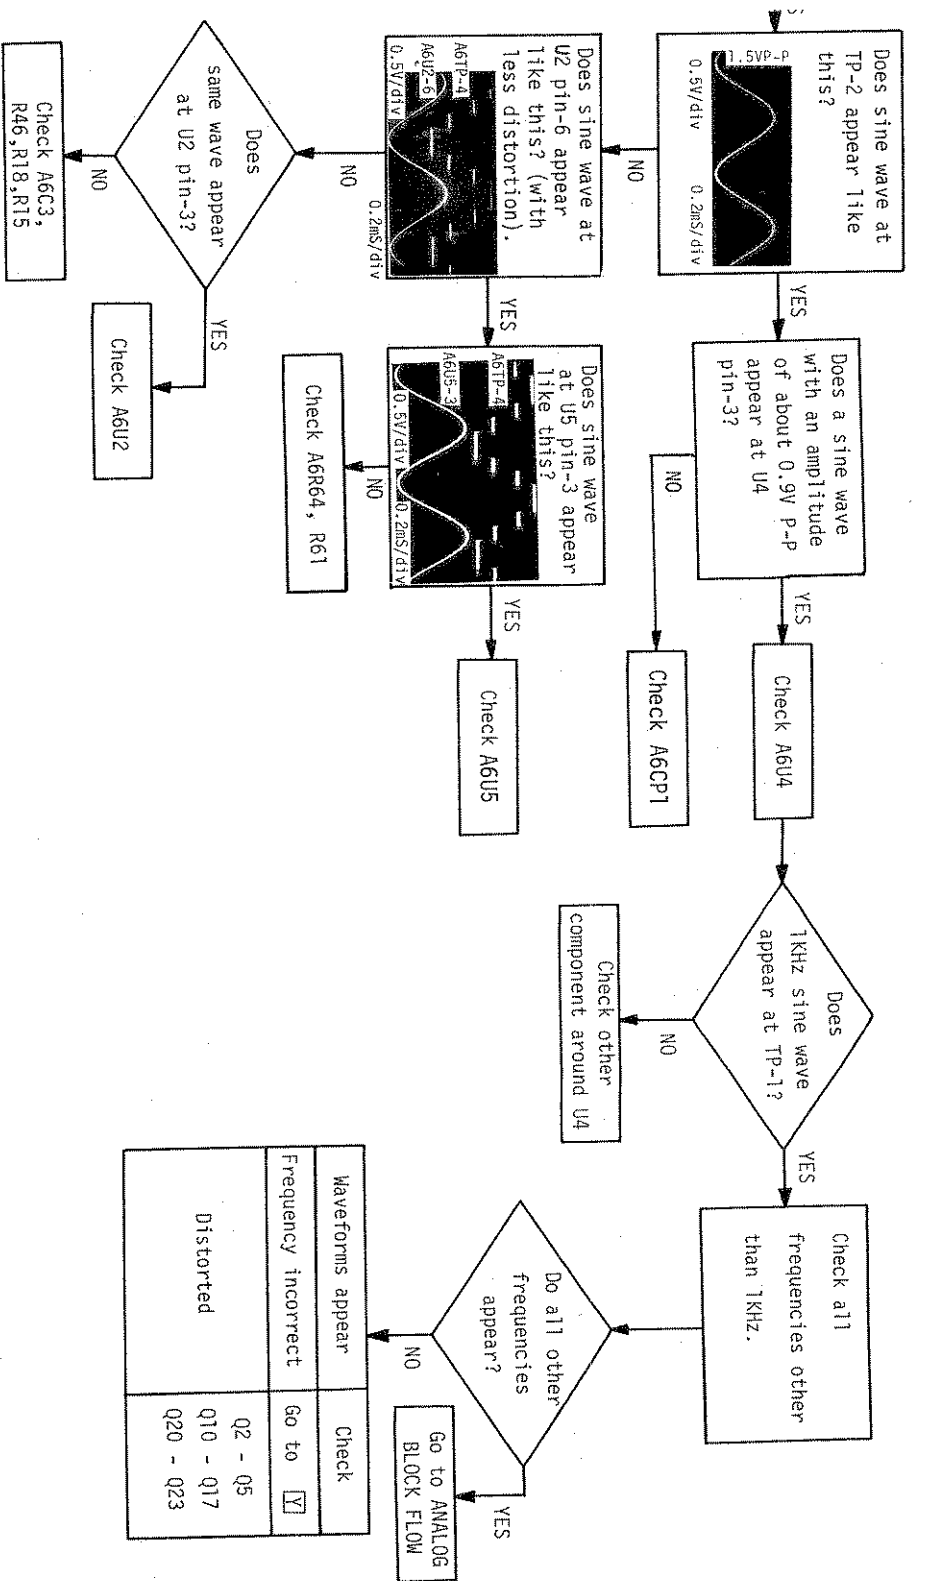 Does sine wave at
TP-2 appear like
this?
1.5VP-P
0.5V/div 0.2mS/div
YES
NO
Does a sine wave
with an amplitude
of about 0.9V P-P
appear at U4
pin-3?
YES
NO
Check A6U4
Check A6CP1
Does
1KHz sine wave
appear at TP-1?
YES
NO
Check other
component around U4
Check all
frequencies other
than 1KHz.
Do all other
frequencies
appear?
YES
NO
Go to ANALOG
BLOCK FLOW
Waveforms appear Check
Frequency incorrect Go to Y
Distorted
Q2 - Q5
Q10 - Q17
Q20 - Q23
Does sine wave at
U2 pin-6 appear
like this? (with
less distortion).
A6TP-4
A6U2-6
0.5V/div 0.2mS/div
YES
NO
Does sine wave
at U5 pin-3 appear
like this?
A6TP-4
A6U5-3
0.5V/div 0.2mS/div
YES
NO
Check A6U5
Check A6R64, R61
Does
same wave appear
at U2 pin-3?
YES
NO
Check A6U2
Check A6C3,
R46,R18,R15